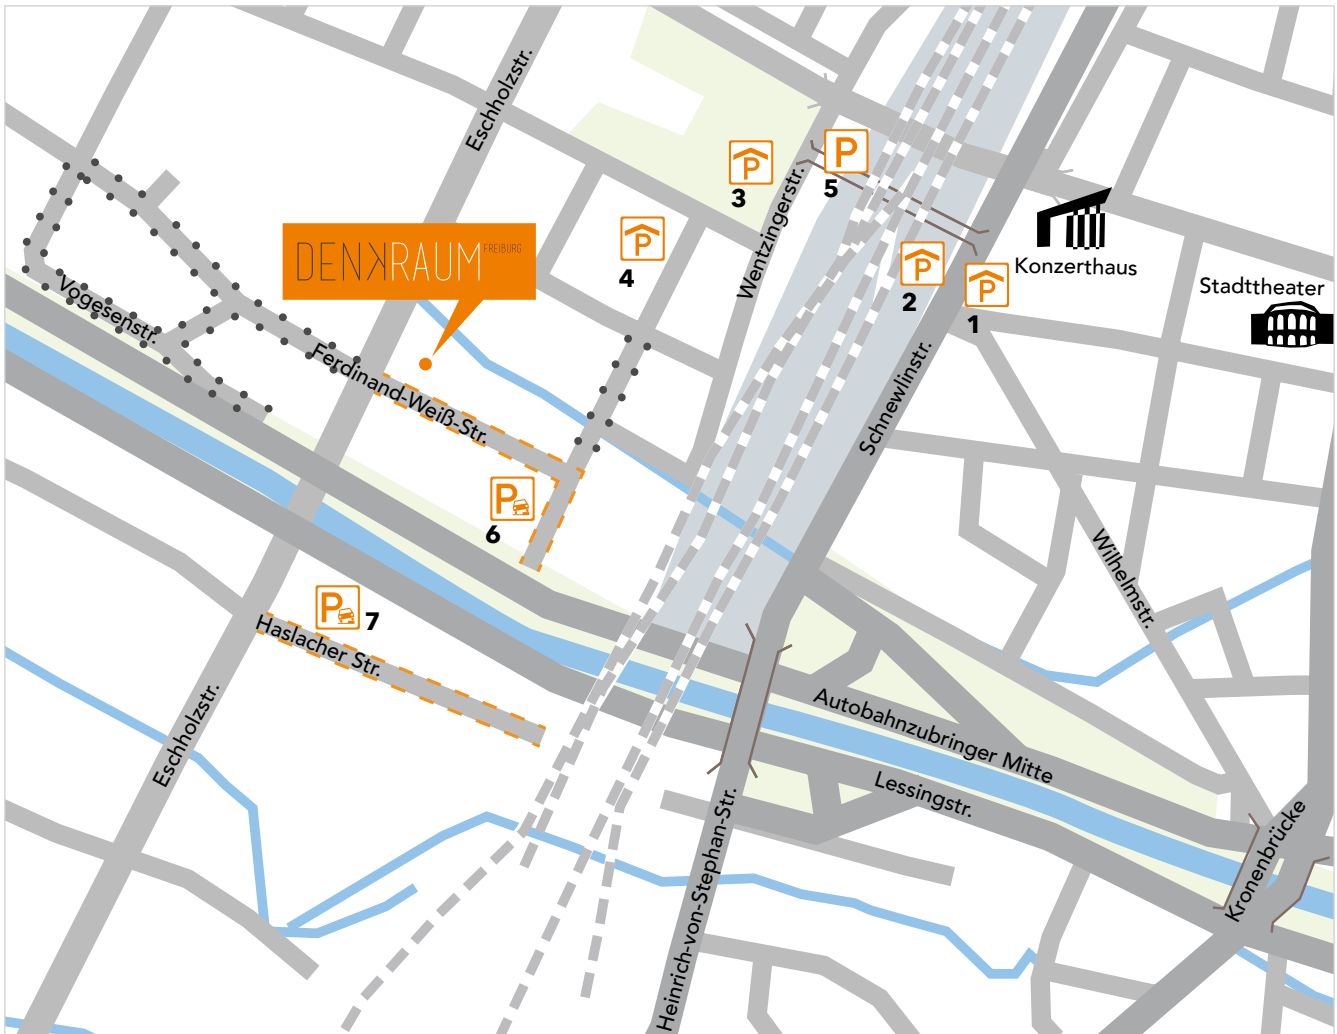 Eschholzstr.
P
5
P
3
Wentzingerstr.
P
4
DENKRAUM FREIBURG
P
2
P
1
Konzerthaus
Stadttheater
Vogesenstr.
Ferdinand-Weiß-Str.
Schnewlinstr.
P
6
Wilhelmstr.
P
7
Haslacher Str.
Eschholzstr.
Autobahnzubringer Mitte
Lessingstr.
Heinrich-von-Stephan-Str.
Kronenbrücke